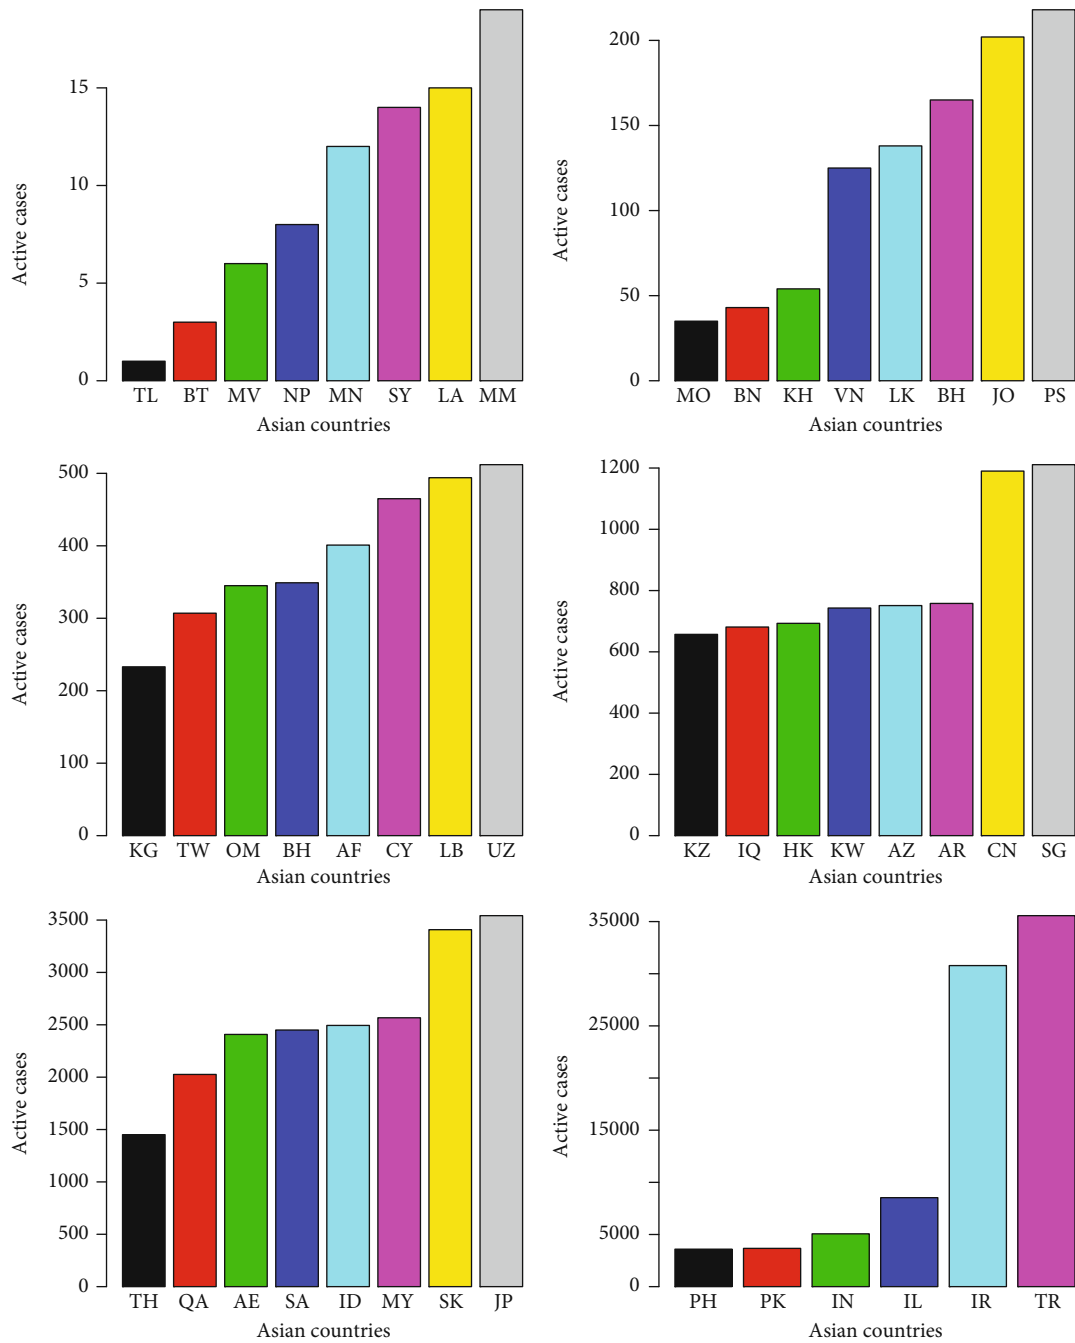 Active cases
15
10
5
0
TL BT MV NP MN SY LA MM
Asian countries
Active cases
200
150
100
50
0
MO BN KH VN LK BH JO PS
Asian countries
Active cases
500
400
300
200
100
0
KG TW OM BH AF CY LB UZ
Asian countries
Active cases
1200
1000
800
600
400
200
0
KZ IQ HK KW AZ AR CN SG
Asian countries
Active cases
3500
3000
2500
2000
1500
1000
500
0
TH QA AE SA ID MY SK JP
Asian countries
Active cases
35000
25000
15000
5000
0
PH PK IN IL IR TR
Asian countries